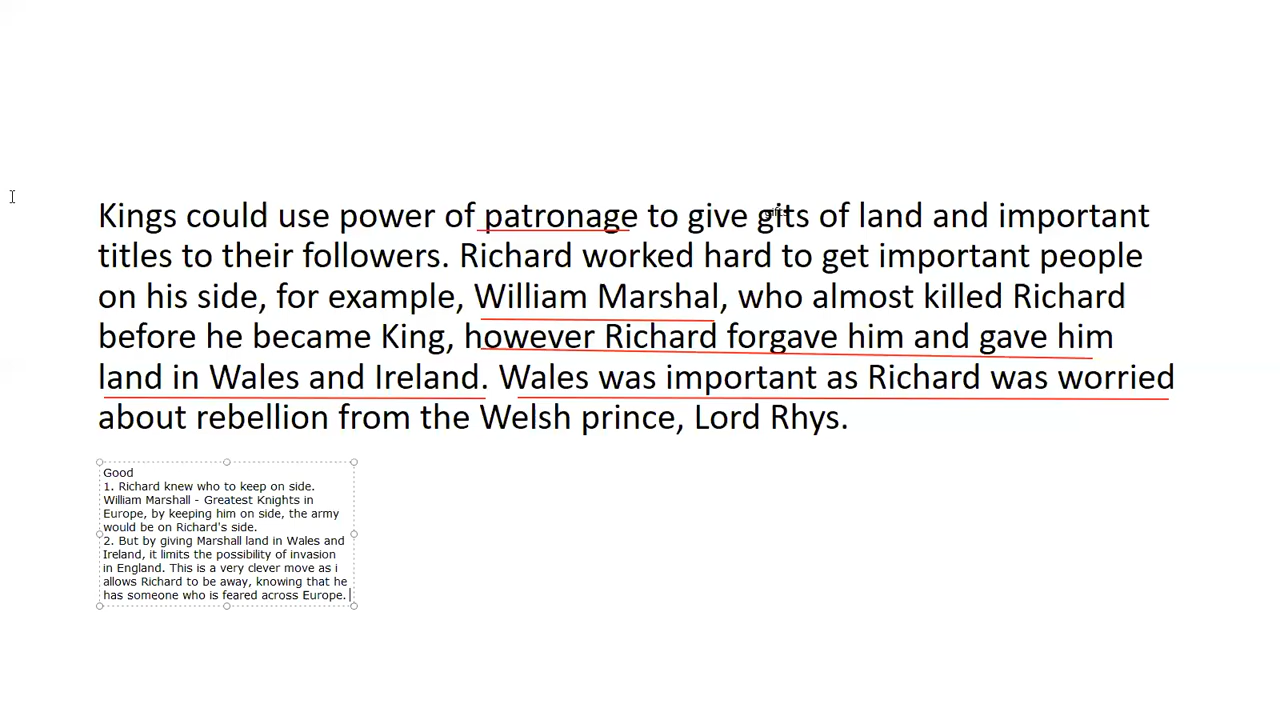 Kings could use power of patronage to give gits of land and important
gifts
titles to their followers. Richard worked hard to get important people
on his side, for example, William Marshal, who almost killed Richard
before he became King, however Richard forgave him and gave him
land in Wales and Ireland. Wales was important as Richard was worried
about rebellion from the Welsh prince, Lord Rhys.
Good
1. Richard knew who to keep on side.
William Marshall - Greatest Knights in
Europe, by keeping him on side, the army
would be on Richard's side.
2. But by giving Marshall land in Wales and
Ireland, it limits the possibility of invasion
in England. This is a very clever move as i
allows Richard to be away, knowing that he
has someone who is feared across Europe.